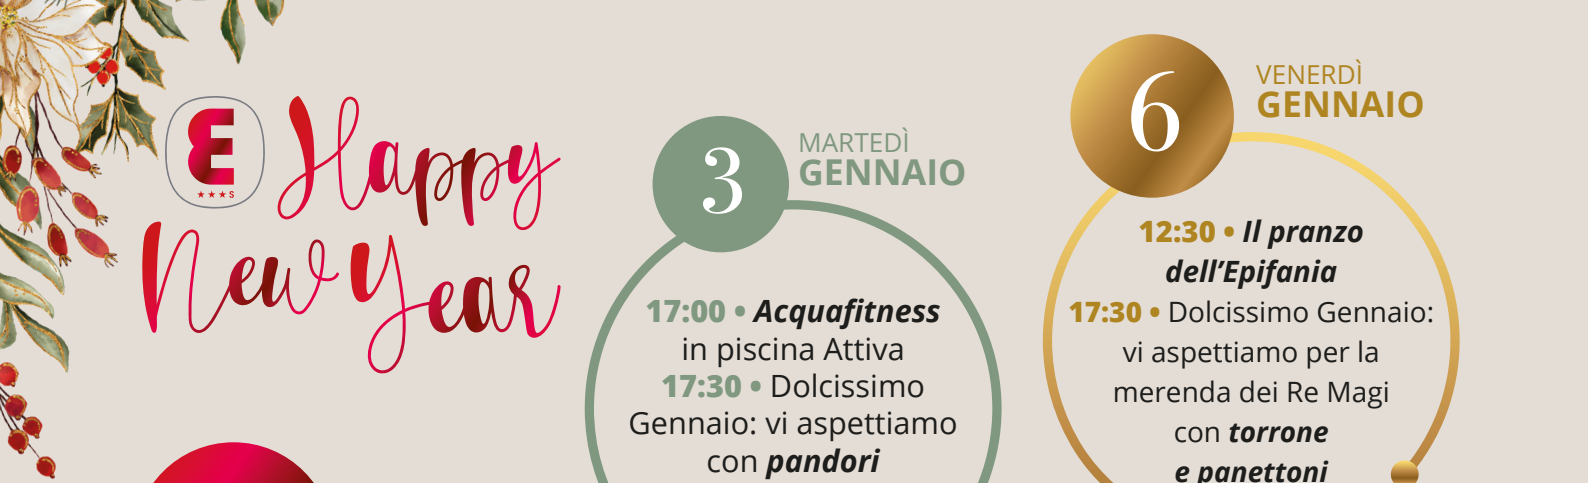 E
★★★S
Happy
New Year
3
MARTEDÌ
GENNAIO
17:00 • Acquafitness
in piscina Attiva
17:30 • Dolcissimo
Gennaio: vi aspettiamo
con pandori
6
VENERDÌ
GENNAIO
12:30 • Il pranzo
dell’Epifania
17:30 • Dolcissimo Gennaio:
vi aspettiamo per la
merenda dei Re Magi
con torrone
e panettoni